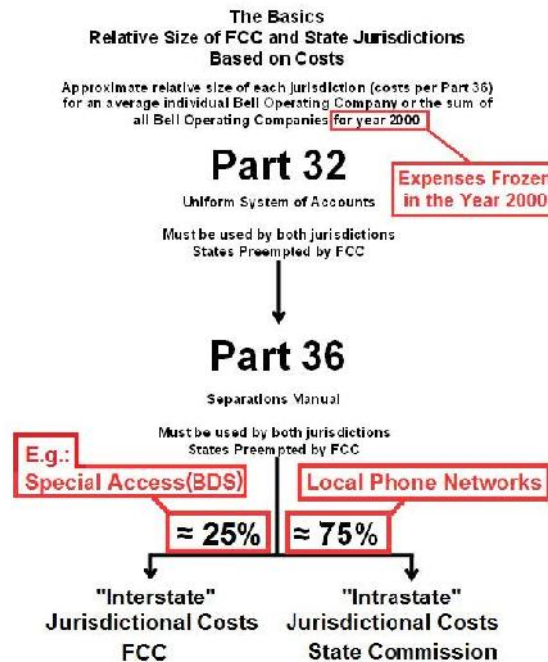 The Basics
Relative Size of FCC and State Jurisdictions
Based on Costs
Approximate relative size of each jurisdiction (costs per Part 36)
for an average individual Bell Operating Company or the sum of
all Bell Operating Companies for year 2000
Part 32
Expenses Frozen
in the Year 2000
Uniform System of Accounts
Must be used by both jurisdictions
States Preempted by FCC
Part 36
Separations Manual
Must be used by both jurisdictions
States Preempted by FCC
E.g.:
Special Access(BDS)
Local Phone Networks
≈ 25%
≈ 75%
"Interstate"
Jurisdictional Costs
FCC
"Intrastate"
Jurisdictional Costs
State Commission